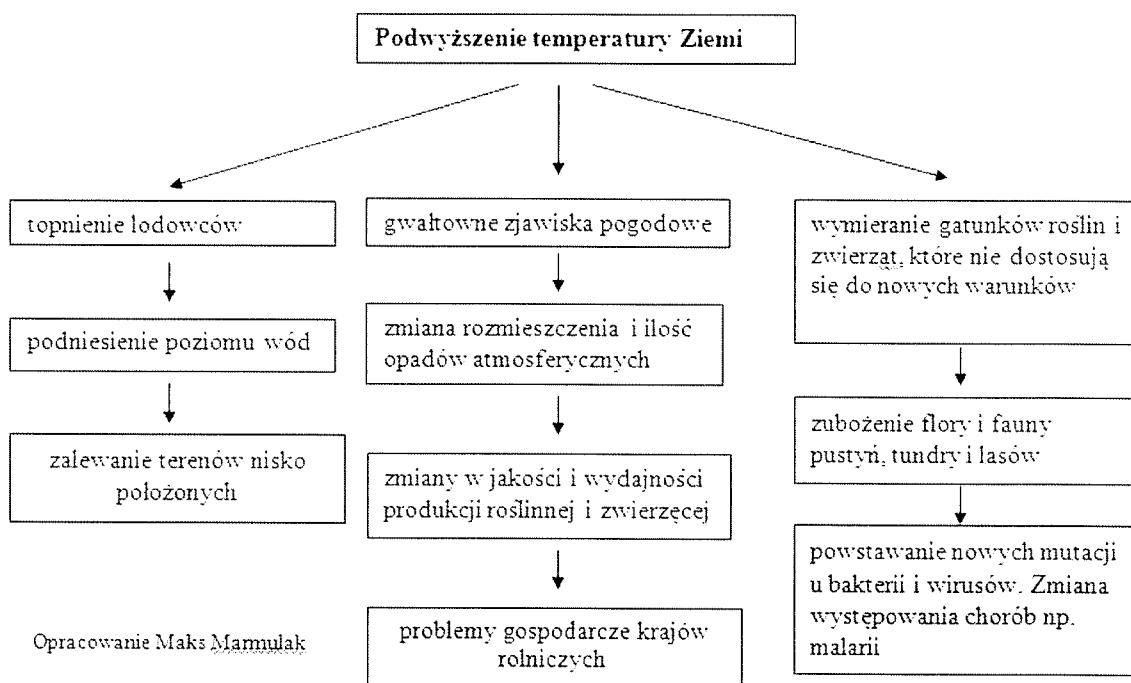 Podwyższenie temperatury Ziemi
topnienie lodowców
podniesienie poziomu wód
zalewanie terenów nisko
położonych
gwałtowne zjawiska pogodowe
zmiana rozmieszczenia i ilość
opadów atmosferycznych
zmiany w jakości i wydajności
produkcji roślinnej i zwierzęcej
problemy gospodarcze krajów
rolniczych
wymieranie gatunków roślin i
zwierząt, które nie dostosują
się do nowych warunków
zubożenie flory i fauny
pustyń, tundry i lasów
powstawanie nowych mutacji
u bakterii i wirusów. Zmiana
występowania chorób np.
malarii
Opracowanie Maks Marmulak